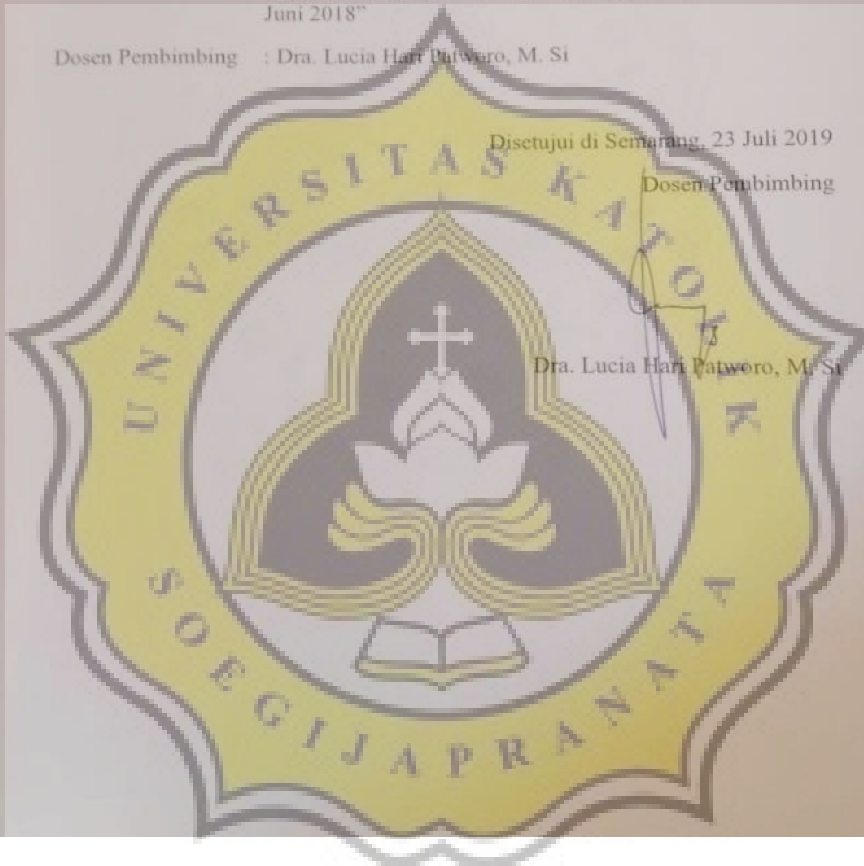 Juni 2018”
Dosen Pembimbing : Dra. Lucia Hari Patworo, M. Si
Disetujui di Semarang, 23 Juli 2019
Dosen Pembimbing
Dra. Lucia Hari Patworo, M. Si
UNIVERSITAS KATOLIK
SOEGIJAPRANATA